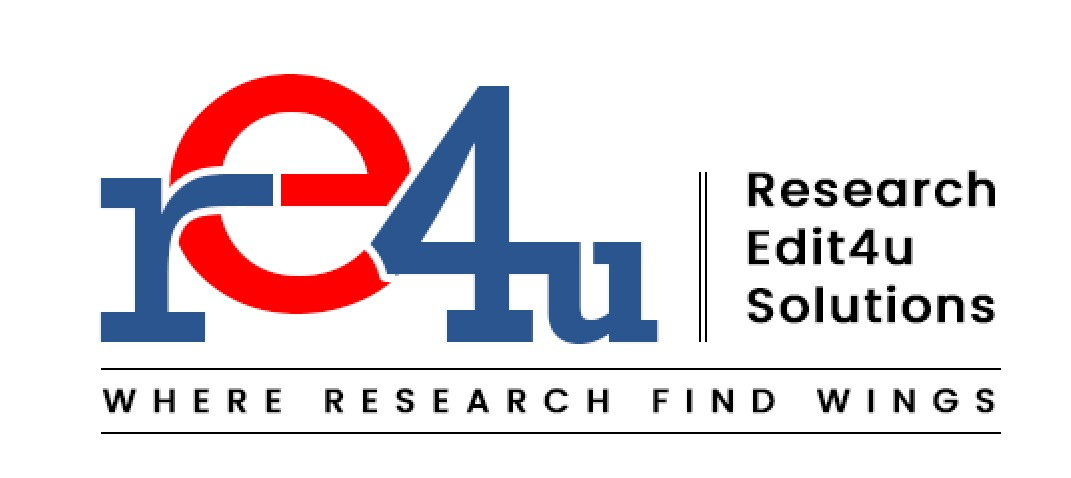 re4u
Research
Edit4u
Solutions
WHERE RESEARCH FIND WINGS